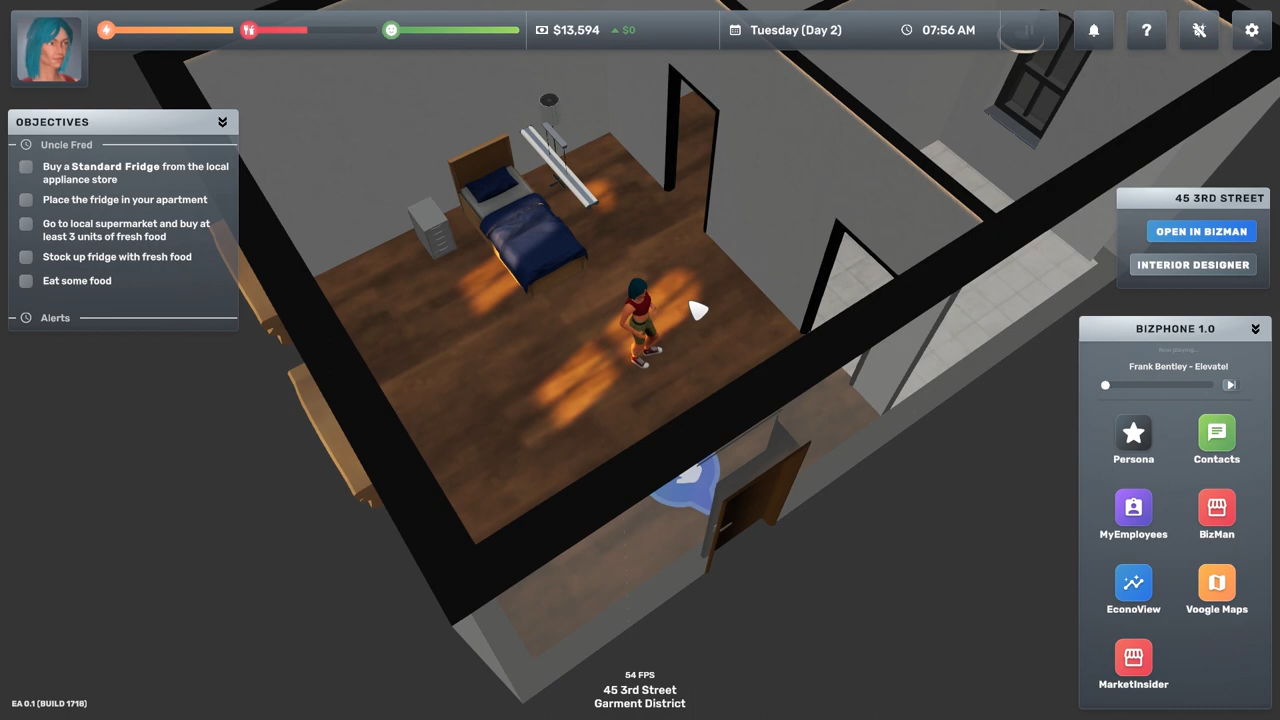 $13,594 $0
Tuesday (Day 2)
07:56 AM
?
OBJECTIVES
Uncle Fred
Buy a Standard Fridge from the local
appliance store
Place the fridge in your apartment
Go to local supermarket and buy at
least 3 units of fresh food
Stock up fridge with fresh food
Eat some food
Alerts
45 3RD STREET
OPEN IN BIZMAN
INTERIOR DESIGNER
BIZPHONE 1.0
Now playing...
Frank Bentley - Elevatel
Persona
Contacts
MyEmployees
BizMan
EconoView
Voogle Maps
MarketInsider
54 FPS
45 3rd Street
Garment District
EA 0.1 (BUILD 1718)